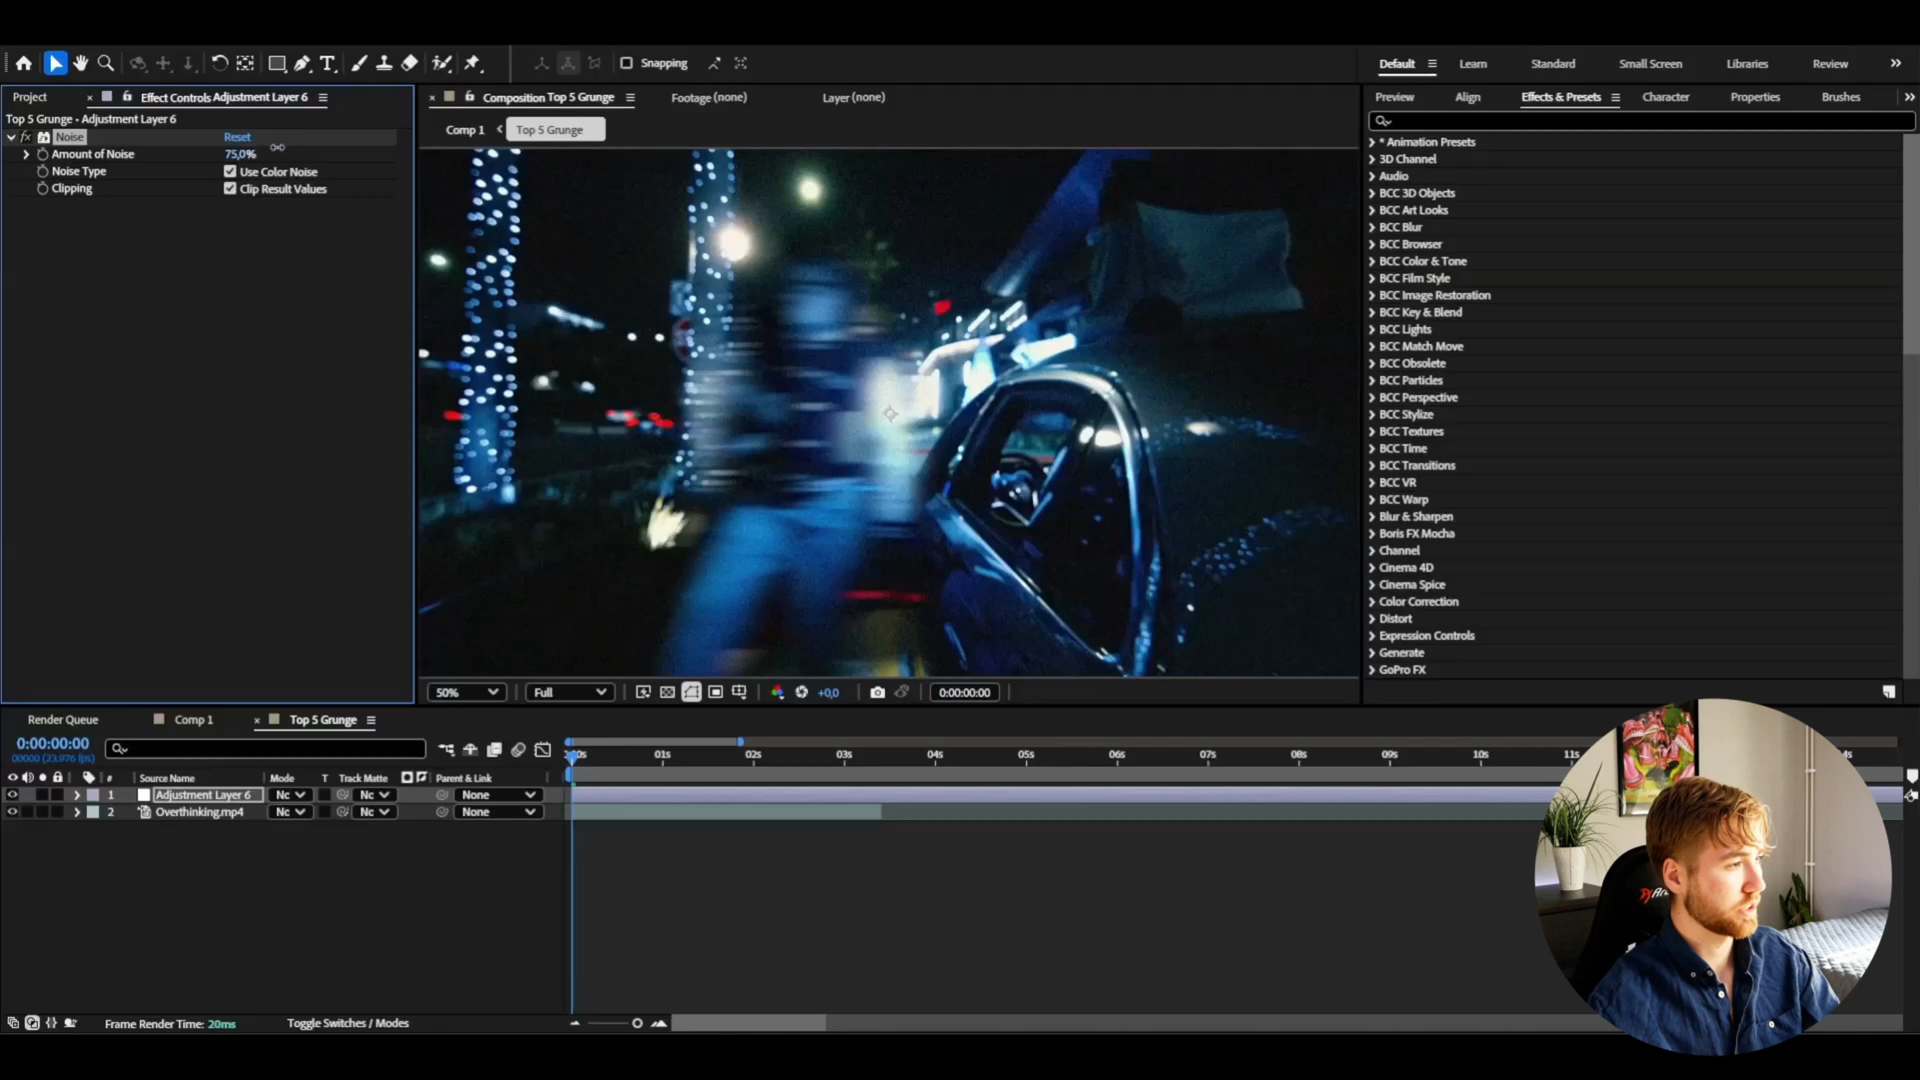 Snapping
Default
Learn
Standard
Small Screen
Libraries
Review
Project
Effect Controls Adjustment Layer 6
Composition Top 5 Grunge
Footage (none)
Layer (none)
Preview
Align
Effects & Presets
Character
Properties
Brushes
Top 5 Grunge • Adjustment Layer 6
Comp 1
Top 5 Grunge
fx Noise Reset
Amount of Noise 75,0%
Noise Type Use Color Noise
Clipping Clip Result Values
* Animation Presets
3D Channel
Audio
BCC 3D Objects
BCC Art Looks
BCC Blur
BCC Browser
BCC Color & Tone
BCC Film Style
BCC Image Restoration
BCC Key & Blend
BCC Lights
BCC Match Move
BCC Obsolete
BCC Particles
BCC Perspective
BCC Stylize
BCC Textures
BCC Time
BCC Transitions
BCC VR
BCC Warp
Blur & Sharpen
Boris FX Mocha
Channel
Cinema 4D
Cinema Spice
Color Correction
Distort
Expression Controls
Generate
GoPro FX
50%
Full
+0,0
0:00:00:00
Render Queue
Comp 1
Top 5 Grunge
0:00:00:00
00000 (23.976 fps)
01s 02s 03s 04s 05s 06s 07s 08s 09s 10s 11s
# Source Name Mode T Track Matte Parent & Link
1 Adjustment Layer 6 Nc Nc None
2 Overthinking.mp4 Nc Nc None
Frame Render Time: 20ms
Toggle Switches / Modes